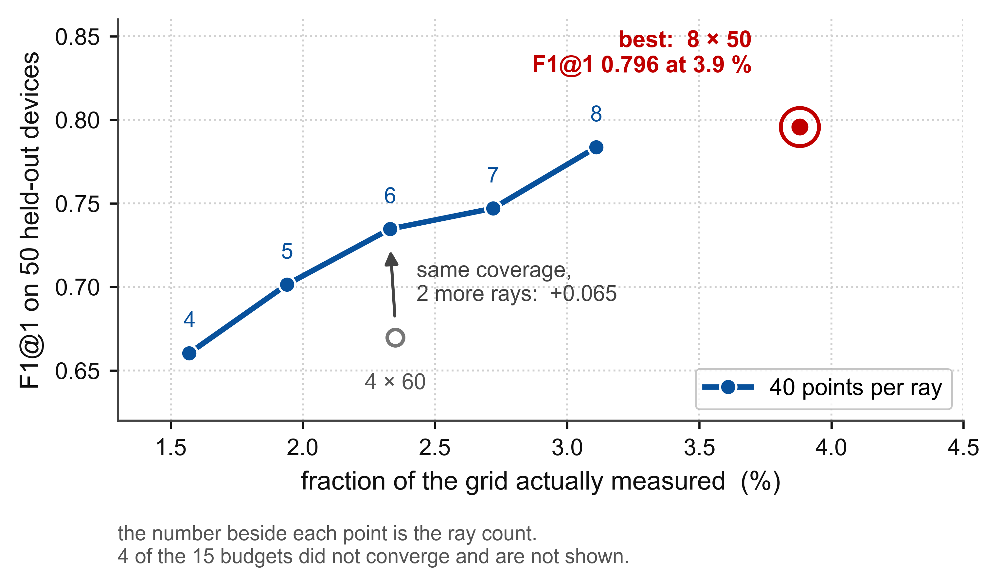 best: 8 × 50
F1@1 0.796 at 3.9 %
F1@1 on 50 held-out devices
0.85
0.80
0.75
0.70
0.65
8
7
6
5
4
same coverage,
2 more rays: +0.065
4 × 60
40 points per ray
1.5 2.0 2.5 3.0 3.5 4.0 4.5
fraction of the grid actually measured (%)
the number beside each point is the ray count.
4 of the 15 budgets did not converge and are not shown.